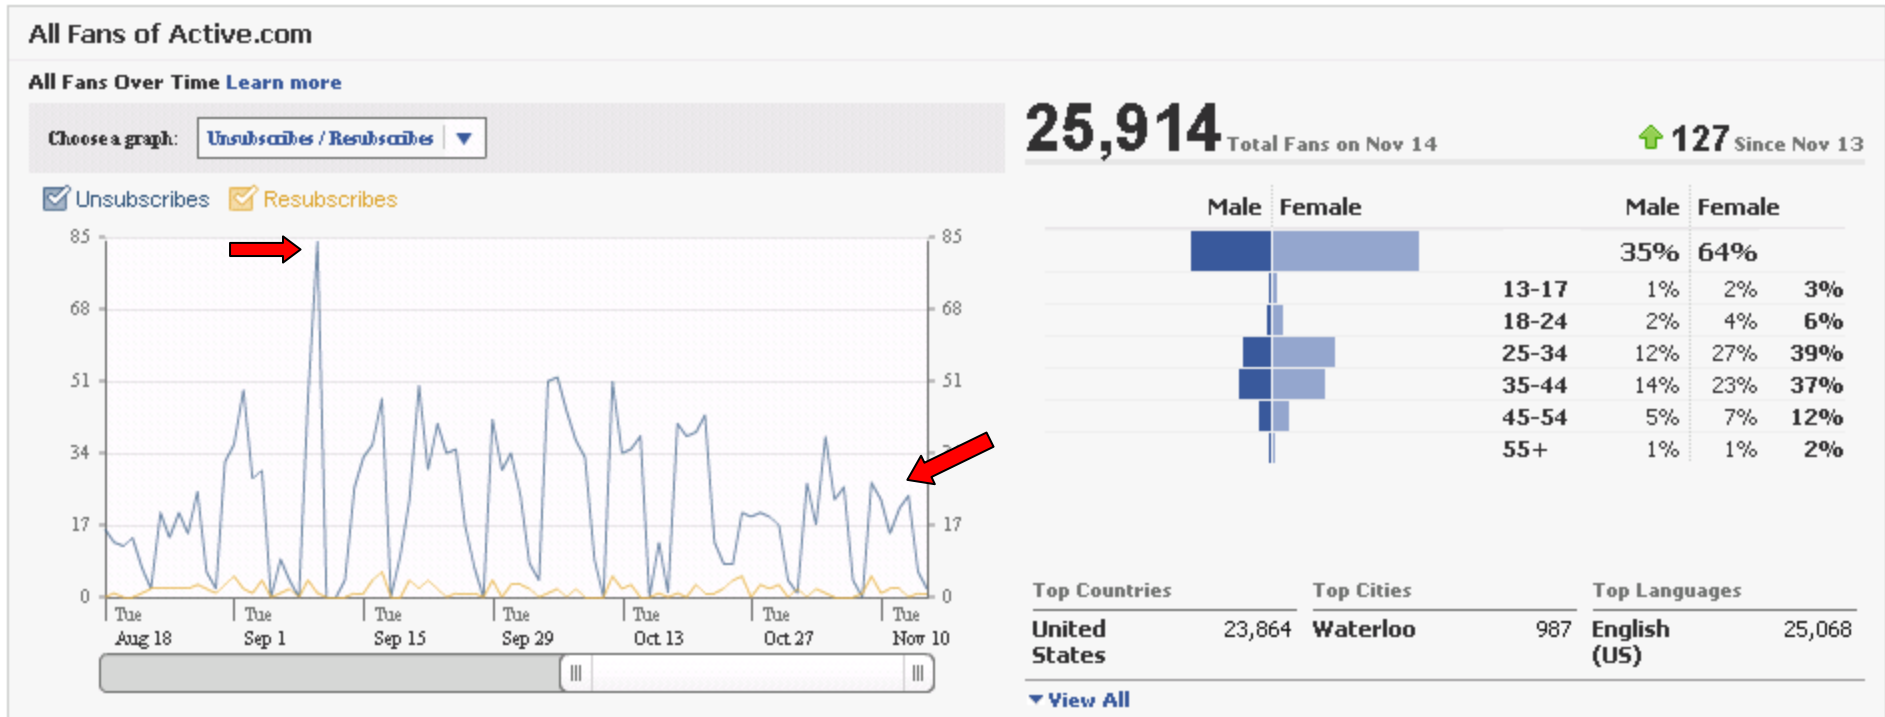 All Fans of Active.com
All Fans Over Time Learn more
Choose a graph: Unsubscribes / Resubscribes
Unsubscribes Resubscribes
85 85
68 68
51 51
34
17 17
0 0
Tue Tue Tue Tue Tue Tue Tue
Aug 18 Sep 1 Sep 15 Sep 29 Oct 13 Oct 27 Nov 10
25,914 Total Fans on Nov 14 127 Since Nov 13
Male Female Male Female
35% 64%
13-17 1% 2% 3%
18-24 2% 4% 6%
25-34 12% 27% 39%
35-44 14% 23% 37%
45-54 5% 7% 12%
55+ 1% 1% 2%
Top Countries Top Cities Top Languages
United 23,864 Waterloo 987 English 25,068
States (US)
View All